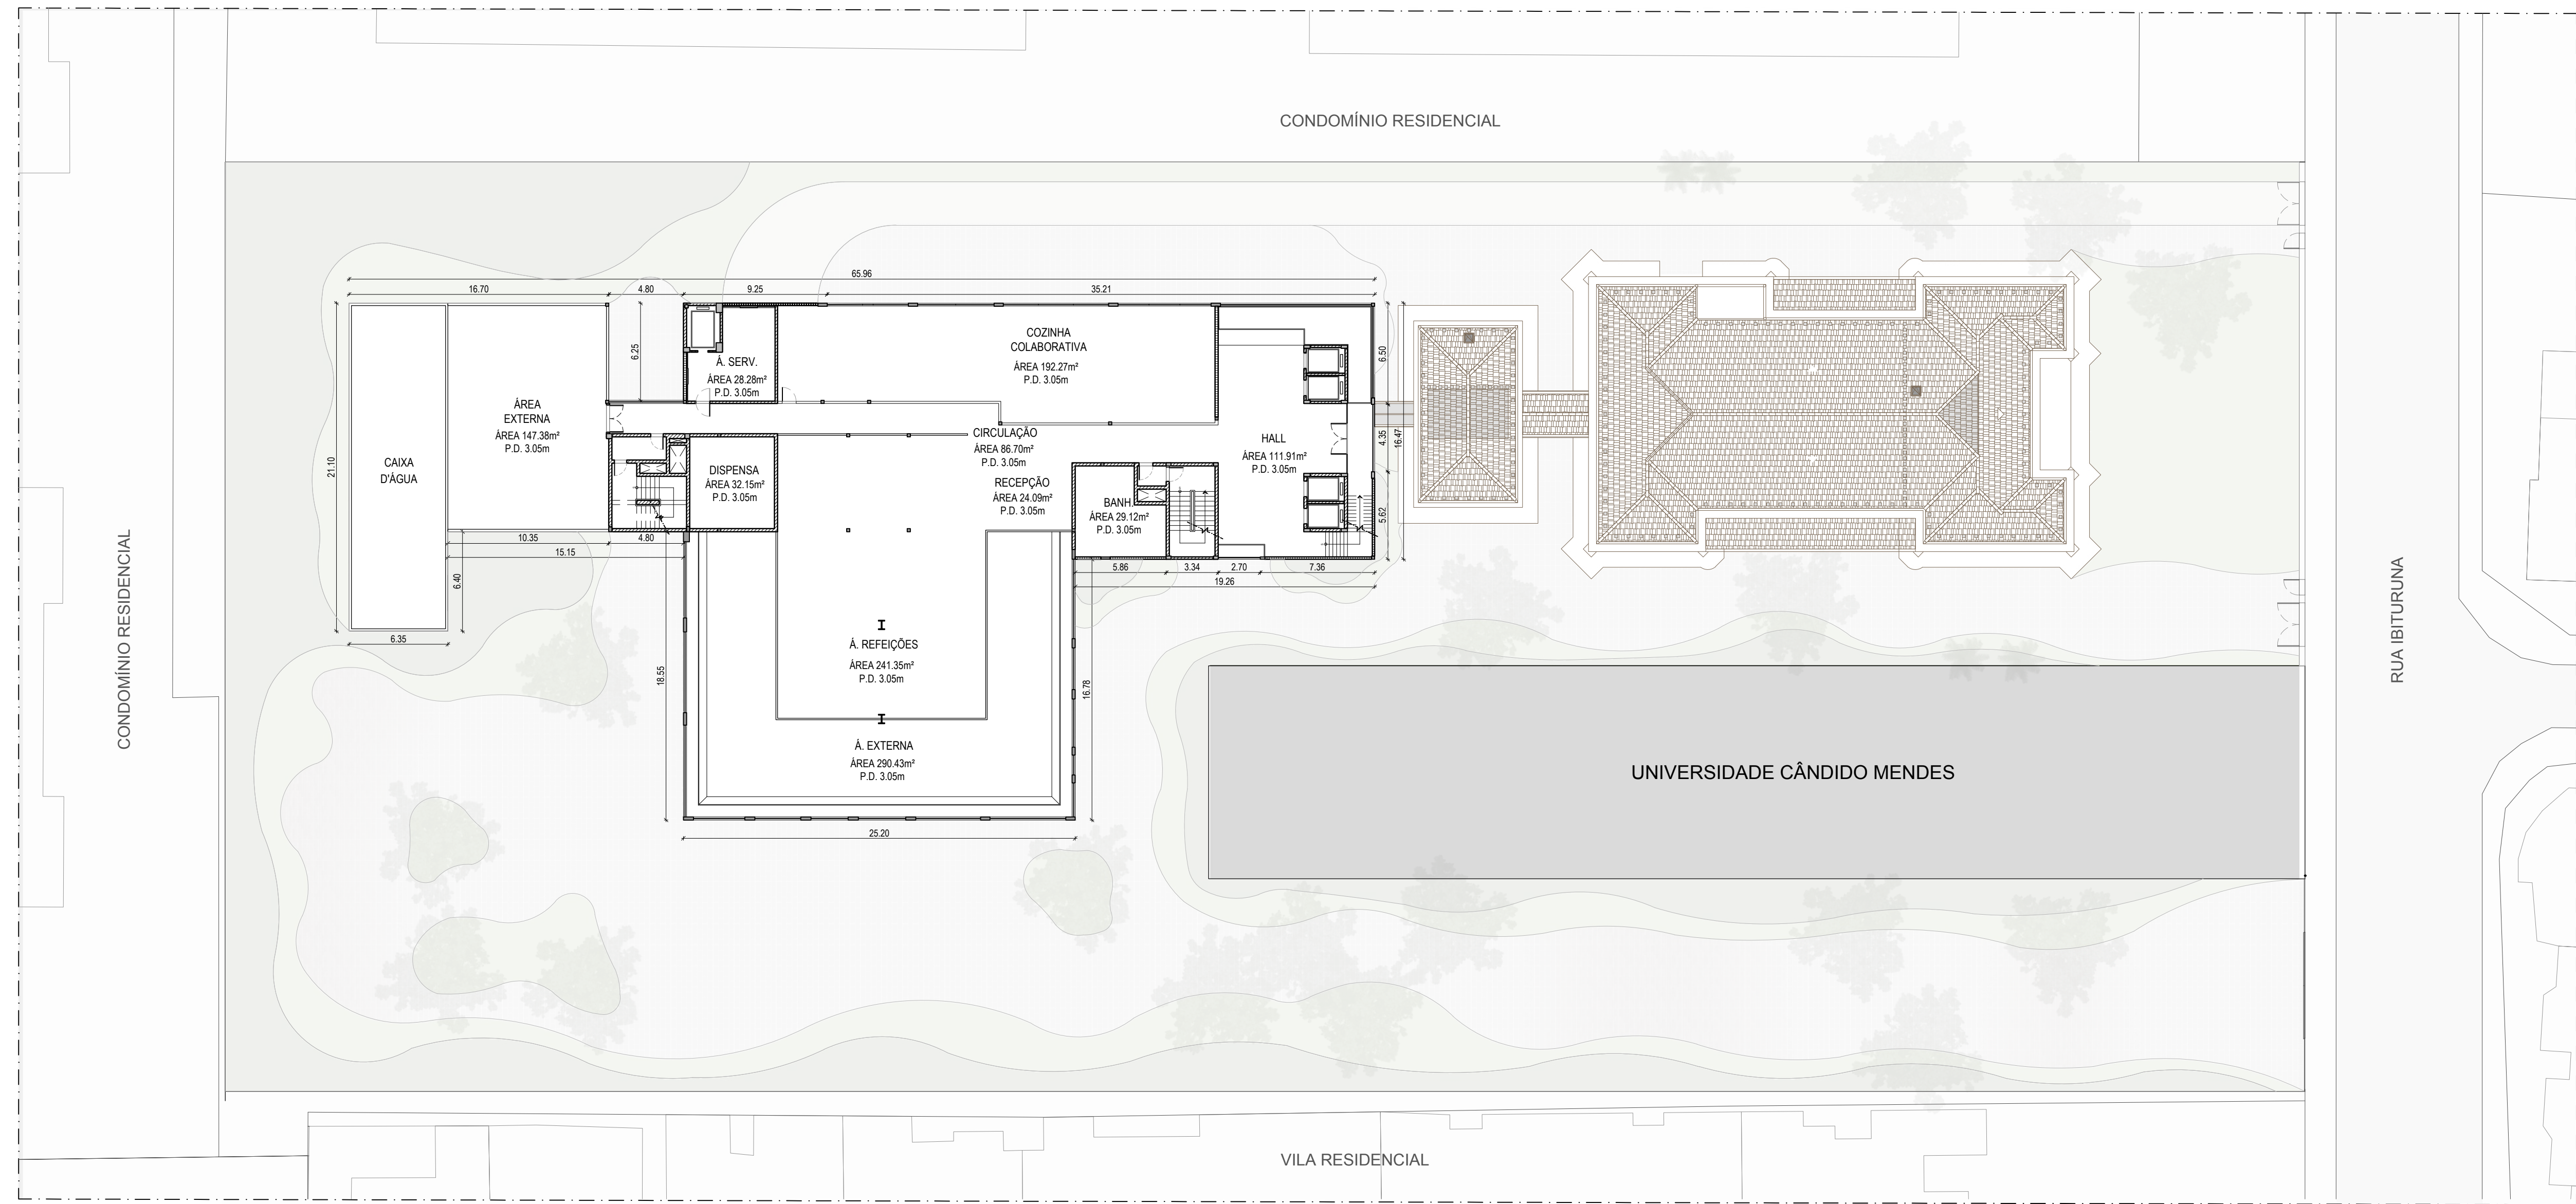 CONDOMÍNIO RESIDENCIAL
65.96
16.70
4.80
9.25
35.21
6.25
21.10
CAIXA
D'ÁGUA
ÁREA
EXTERNA
ÁREA 147.38m²
P.D. 3.05m
Á. SERV.
ÁREA 28.28m²
P.D. 3.05m
COZINHA
COLABORATIVA
ÁREA 192.27m²
P.D. 3.05m
CIRCULAÇÃO
ÁREA 86.70m²
P.D. 3.05m
HALL
ÁREA 111.91m²
P.D. 3.05m
6.50
4.35
16.47
5.62
DISPENSA
ÁREA 32.15m²
P.D. 3.05m
RECEPÇÃO
ÁREA 24.09m²
P.D. 3.05m
BANH.
ÁREA 29.12m²
P.D. 3.05m
10.35
4.80
15.15
6.40
6.35
5.86
3.34
2.70
7.36
19.26
Á. REFEIÇÕES
ÁREA 241.35m²
P.D. 3.05m
18.55
16.78
Á. EXTERNA
ÁREA 290.43m²
P.D. 3.05m
25.20
CONDOMÍNIO RESIDENCIAL
RUA IBITURUNA
UNIVERSIDADE CÂNDIDO MENDES
VILA RESIDENCIAL